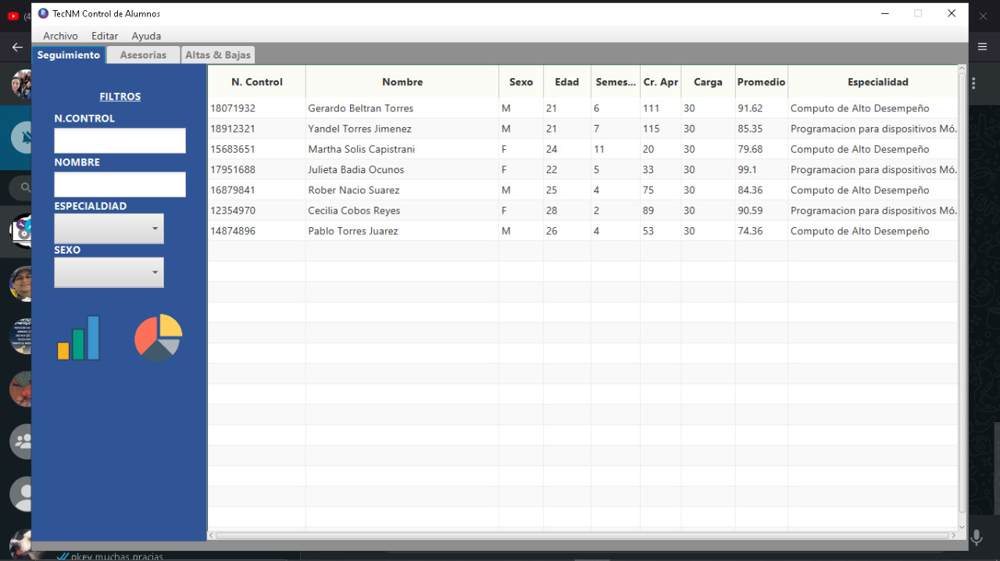 (4
TecNM Control de Alumnos
Archivo Editar Ayuda
Seguimiento Asesorias Altas & Bajas
FILTROS
N.CONTROL
NOMBRE
ESPECIALDIAD
SEXO
N. Control Nombre Sexo Edad Semes... Cr. Apr Carga Promedio Especialidad
18071932 Gerardo Beltran Torres M 21 6 111 30 91.62 Computo de Alto Desempeño
18912321 Yandel Torres Jimenez M 21 7 115 30 85.35 Programacion para dispositivos Mó.
15683651 Martha Solis Capistrani F 24 11 20 30 79.68 Computo de Alto Desempeño
17951688 Julieta Badia Ocunos F 22 5 33 30 99.1 Programacion para dispositivos Mó.
16879841 Rober Nacio Suarez M 25 4 75 30 84.36 Computo de Alto Desempeño
12354970 Cecilia Cobos Reyes F 28 2 89 30 90.59 Programacion para dispositivos Mó.
14874896 Pablo Torres Juarez M 26 4 53 30 74.36 Computo de Alto Desempeño
okey muchas gracias